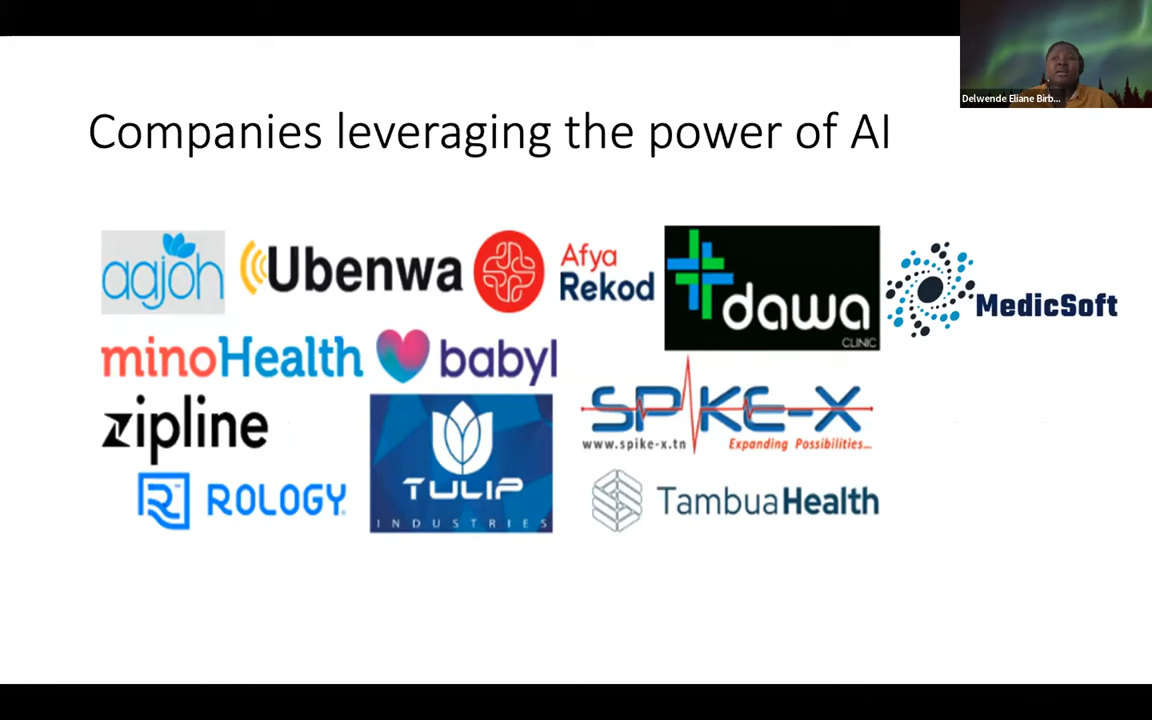 Delwende Eliane Birb...
Companies leveraging the power of AI
agjoh
Ubenwa
Afya
Rekod
dawa
CLINIC
MedicSoft
minoHealth
babyl
zipline
SPIKE-X
www.spike-x.tn Expanding Possibilities...
TULIP
INDUSTRIES
ROLOGY
TambuaHealth